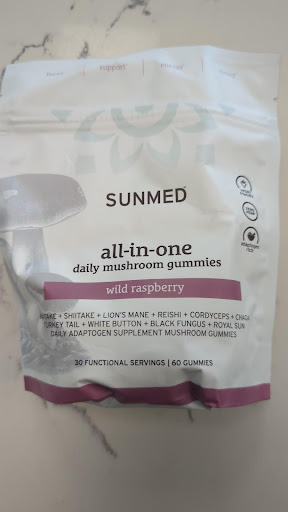 support
SUNMED
all-in-one
daily mushroom gummies
wild raspberry
SHIITAKE + LION'S MANE + REISHI + CORDYCEPS + CHAGA
TURKEY TAIL + WHITE BUTTON + BLACK FUNGUS + ROYAL SUN
DAILY ADAPTOGEN SUPPLEMENT MUSHROOM GUMMIES
30 FUNCTIONAL SERVINGS | 60 GUMMIES